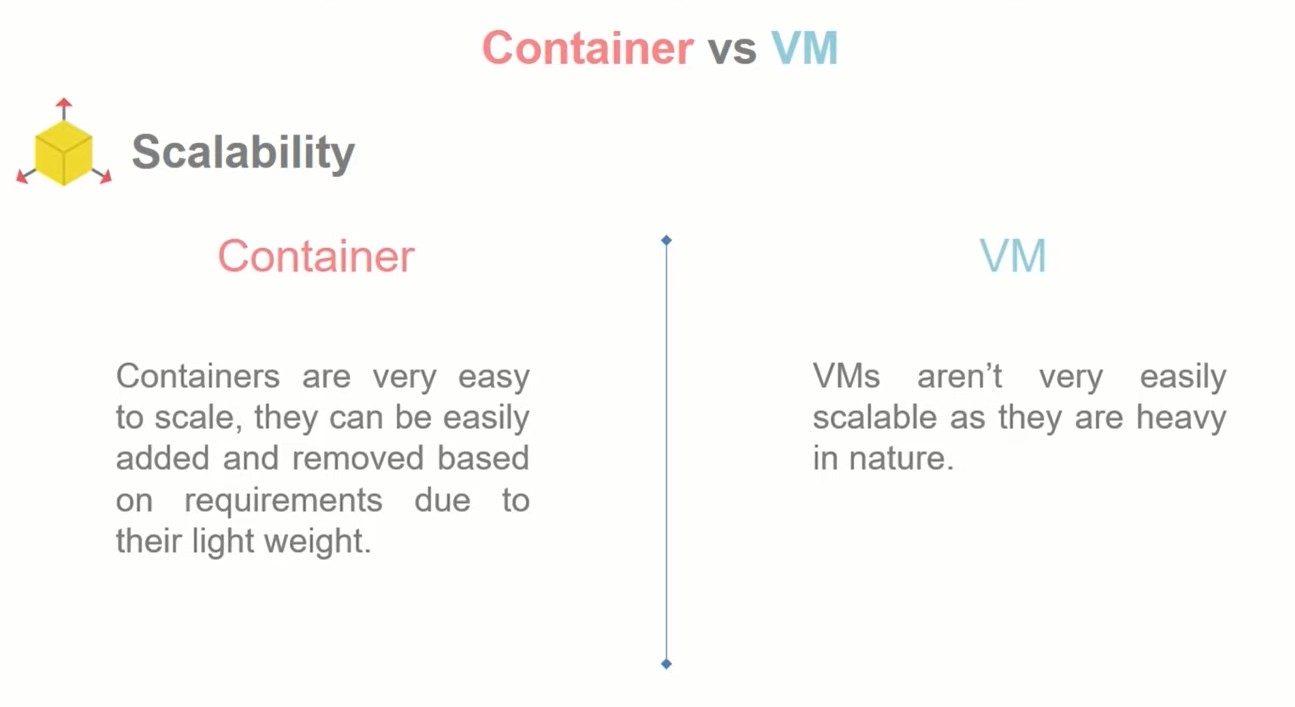 Container vs VM
Scalability
Container
Containers are very easy
to scale, they can be easily
added and removed based
on requirements due to
their light weight.
VM
VMs aren’t very easily
scalable as they are heavy
in nature.